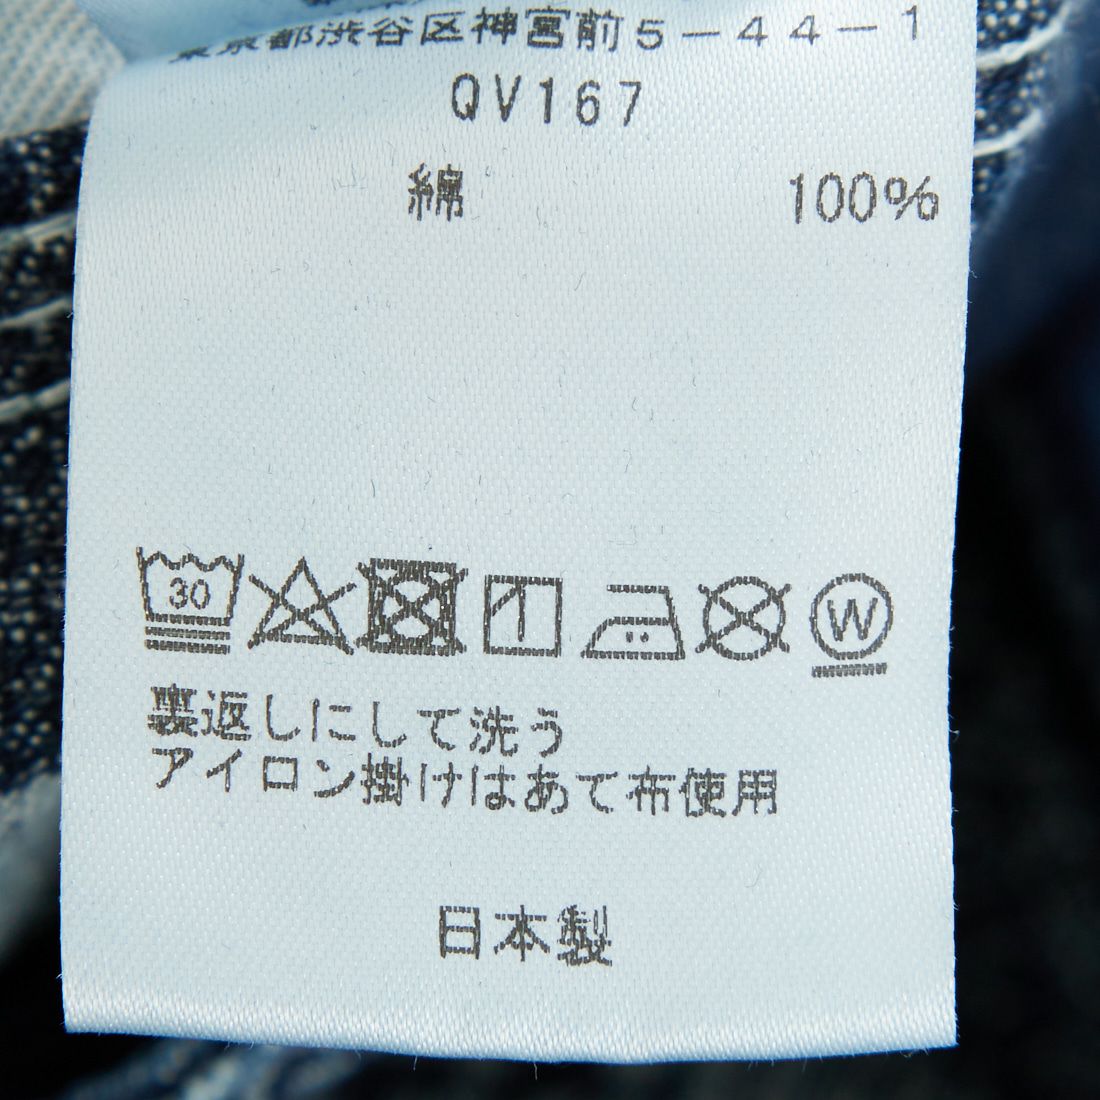 東京都渋谷区神宮前5-44-1
QV167
綿 100%
30
W
裏返しにして洗う
アイロン掛けはあて布使用
日本製